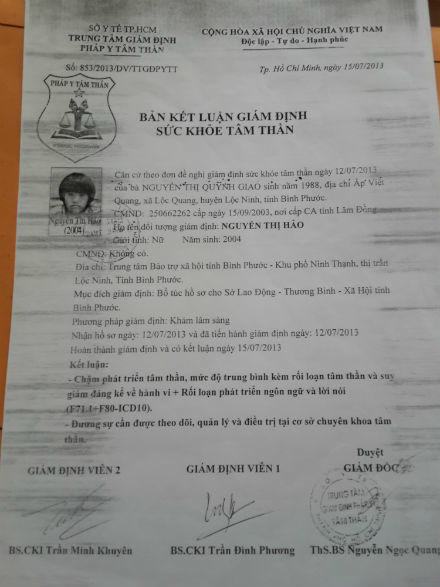 SỞ Y TẾ TP.HCM
TRUNG TÂM GIÁM ĐỊNH
PHÁP Y TÂM THẦN
CỘNG HÒA XÃ HỘI CHỦ NGHĨA VIỆT NAM
Độc lập - Tự do - Hạnh phúc
Số: 853/2013/DV/TTGĐPYTT
Tp. Hồ Chí Minh, ngày 15/07/2013
PHÁP Y TÂM THẦN
BẢN KẾT LUẬN GIÁM ĐỊNH
SỨC KHỎE TÂM THẦN
Căn cứ theo đơn đề nghị giám định sức khỏe tâm thần ngày 12/07/2013
của bà NGUYỄN THỊ QUỲNH GIAO sinh năm 1988, địa chỉ Ấp Việt
Quang, xã Lộc Quang, huyện Lộc Ninh, tỉnh Bình Phước.
CMND: 250662262 cấp ngày 15/09/2003, nơi cấp CA tỉnh Lâm Đồng
Nguyễn Thị Hảo
(2004)
Họ tên đối tượng giám định: NGUYỄN THỊ HẢO
Giới tính: Nữ Năm sinh: 2004
CMND: Không có.
Địa chỉ: Trung tâm Bảo trợ xã hội tỉnh Bình Phước - Khu phố Ninh Thạnh, thị trấn
Lộc Ninh, Tỉnh Bình Phước.
Mục đích giám định: Bổ túc hồ sơ cho Sở Lao Động - Thương Binh - Xã Hội tỉnh
Bình Phước.
Phương pháp giám định: Khám lâm sàng
Nhận hồ sơ ngày: 12/07/2013 và đã tiến hành giám định ngày: 12/07/2013
Hoàn thành giám định và có kết luận ngày 15/07/2013
Kết luận:
- Chậm phát triển tâm thần, mức độ trung bình kèm rối loạn tâm thần và suy
giảm đáng kể về hành vi + Rối loạn phát triển ngôn ngữ và lời nói
(F71.1+F80-ICD10).
- Đương sự cần được theo dõi, quản lý và điều trị tại cơ sở chuyên khoa tâm
thần.
Duyệt
GIÁM ĐỊNH VIÊN 2 GIÁM ĐỊNH VIÊN 1 GIÁM ĐỐC
TRUNG TÂM
GIÁM ĐỊNH PHÁP Y
TÂM THẦN
BS.CKI Trần Minh Khuyên BS.CKI Trần Đình Phương ThS.BS Nguyễn Ngọc Quang